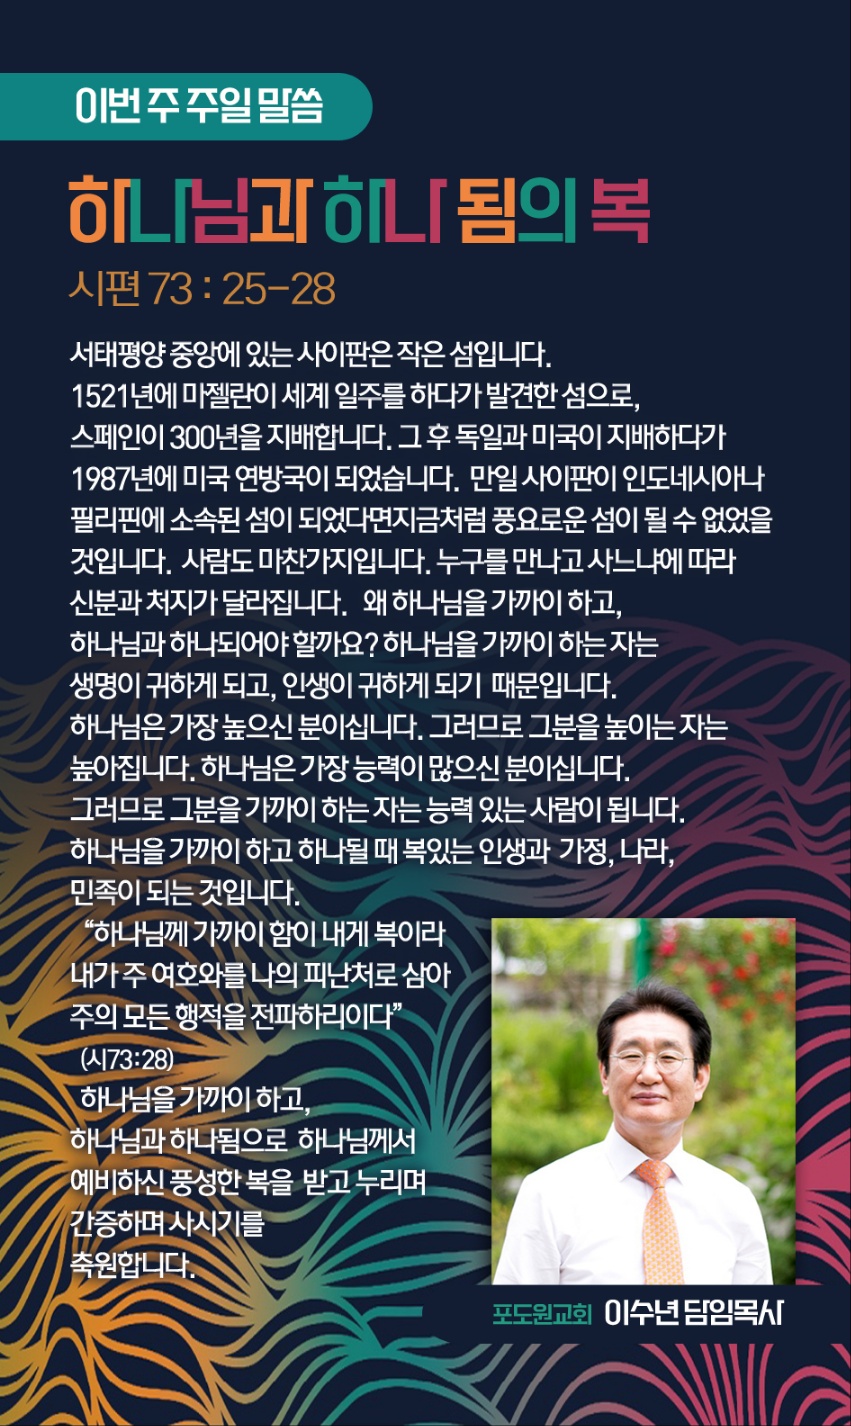 이번 주 주일 말씀
하나님과 하나 됨의 복
시편 73 : 25-28
서태평양 중앙에 있는 사이판은 작은 섬입니다.
1521년에 마젤란이 세계 일주를 하다가 발견한 섬으로,
스페인이 300년을 지배합니다. 그 후 독일과 미국이 지배하다가
1987년에 미국 연방국이 되었습니다. 만일 사이판이 인도네시아나
필리핀에 소속된 섬이 되었다면지금처럼 풍요로운 섬이 될 수 없었을
것입니다. 사람도 마찬가지입니다. 누구를 만나고 사느냐에 따라
신분과 처지가 달라집니다. 왜 하나님을 가까이 하고,
하나님과 하나되어야 할까요? 하나님을 가까이 하는 자는
생명이 귀하게 되고, 인생이 귀하게 되기 때문입니다.
하나님은 가장 높으신 분이십니다. 그러므로 그분을 높이는 자는
높아집니다. 하나님은 가장 능력이 많으신 분이십니다.
그러므로 그분을 가까이 하는 자는 능력 있는 사람이 됩니다.
하나님을 가까이 하고 하나될 때 복있는 인생과 가정, 나라,
민족이 되는 것입니다.
“하나님께 가까이 함이 내게 복이라
내가 주 여호와를 나의 피난처로 삼아
주의 모든 행적을 전파하리이다”
(시73:28)
하나님을 가까이 하고,
하나님과 하나됨으로 하나님께서
예비하신 풍성한 복을 받고 누리며
간증하며 사시기를
축원합니다.
포도원교회 이수년 담임목사